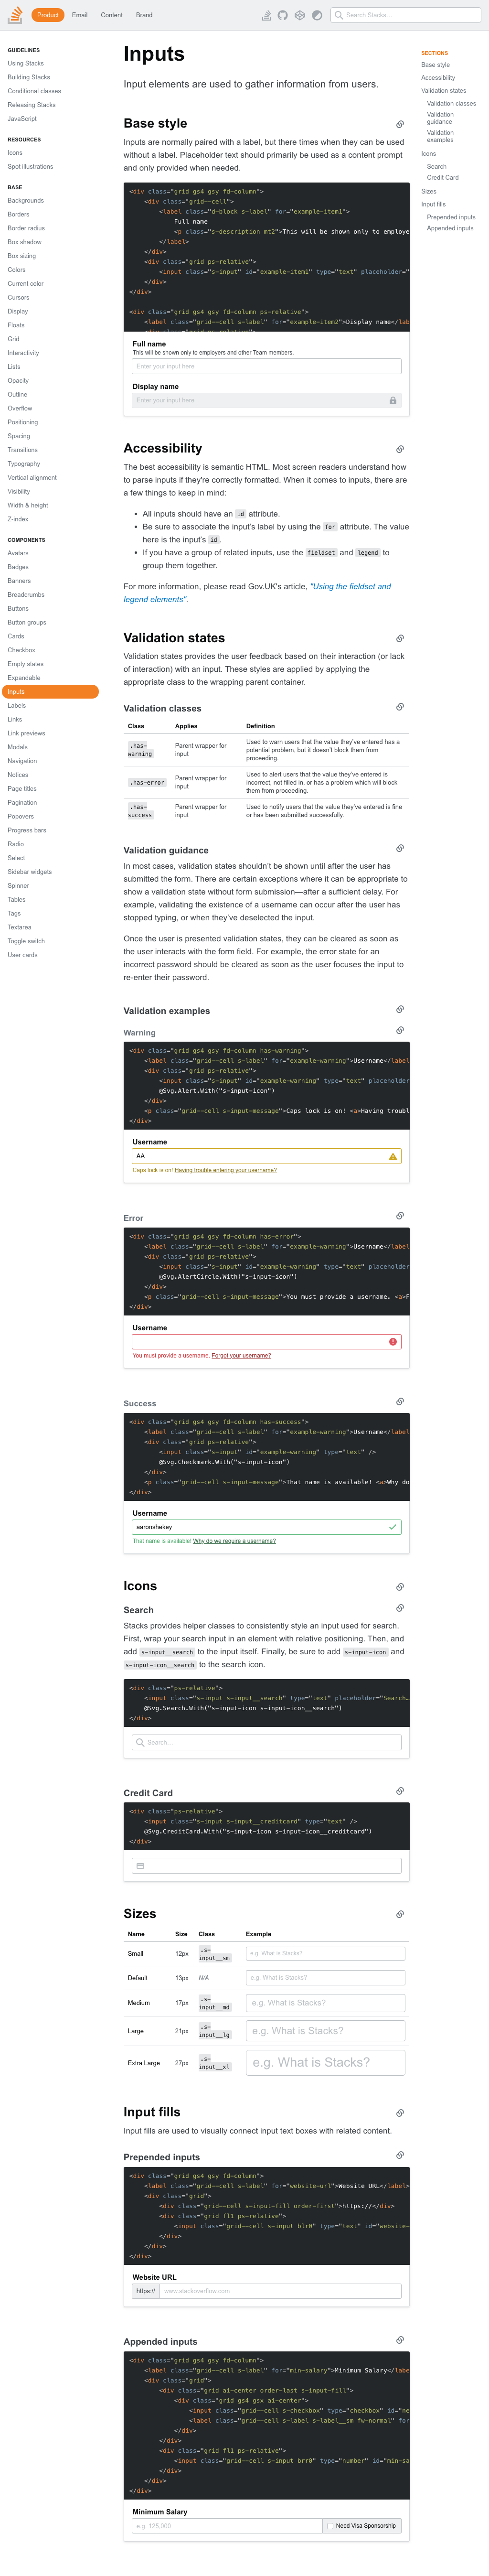 Product
Email
Content
Brand
Search Stacks…
GUIDELINES
Using Stacks
Building Stacks
Conditional classes
Releasing Stacks
JavaScript
RESOURCES
Icons
Spot illustrations
BASE
Backgrounds
Borders
Border radius
Box shadow
Box sizing
Colors
Current color
Cursors
Display
Floats
Grid
Interactivity
Lists
Opacity
Outline
Overflow
Positioning
Spacing
Transitions
Typography
Vertical alignment
Visibility
Width & height
Z-index
COMPONENTS
Avatars
Badges
Banners
Breadcrumbs
Buttons
Button groups
Cards
Checkbox
Empty states
Expandable
Inputs
Labels
Links
Link previews
Modals
Navigation
Notices
Page titles
Pagination
Popovers
Progress bars
Radio
Select
Sidebar widgets
Spinner
Tables
Tags
Textarea
Toggle switch
User cards
Inputs
Input elements are used to gather information from users.
Base style
Inputs are normally paired with a label, but there times when they can be used
without a label. Placeholder text should primarily be used as a content prompt
and only provided when needed.
<div class="grid gs4 gsy fd-column">
<div class="grid--cell">
<label class="d-block s-label" for="example-item1">
Full name
<p class="s-description mt2">This will be shown only to employe
</label>
</div>
<div class="grid ps-relative">
<input class="s-input" id="example-item1" type="text" placeholder="
</div>
</div>
<div class="grid gs4 gsy fd-column ps-relative">
<label class="grid--cell s-label" for="example-item2">Display name</lab
Full name
This will be shown only to employers and other Team members.
Enter your input here
Display name
Enter your input here
Accessibility
The best accessibility is semantic HTML. Most screen readers understand how
to parse inputs if they're correctly formatted. When it comes to inputs, there are
a few things to keep in mind:
• All inputs should have an id attribute.
• Be sure to associate the input's label by using the for attribute. The value
here is the input's id.
• If you have a group of related inputs, use the fieldset and legend to
group them together.
For more information, please read Gov.UK's article, "Using the fieldset and
legend elements".
Validation states
Validation states provides the user feedback based on their interaction (or lack
of interaction) with an input. These styles are applied by applying the
appropriate class to the wrapping parent container.
Validation classes
Class Applies Definition
.has-warning Parent wrapper for input Used to warn users that the value they've entered has a potential problem, but it doesn't block them from proceeding.
.has-error Parent wrapper for input Used to alert users that the value they've entered is incorrect, not filled in, or has a problem which will block them from proceeding.
.has-success Parent wrapper for input Used to notify users that the value they've entered is fine or has been submitted successfully.
Validation guidance
In most cases, validation states shouldn't be shown until after the user has
submitted the form. There are certain exceptions where it can be appropriate to
show a validation state without form submission—after a sufficient delay. For
example, validating the existence of a username can occur after the user has
stopped typing, or when they've deselected the input.
Once the user is presented validation states, they can be cleared as soon as
the user interacts with the form field. For example, the error state for an
incorrect password should be cleared as soon as the user focuses the input to
re-enter their password.
Validation examples
Warning
<div class="grid gs4 gsy fd-column has-warning">
<label class="grid--cell s-label" for="example-warning">Username</label
<div class="grid ps-relative">
<input class="s-input" id="example-warning" type="text" placeholder
@Svg.Alert.With("s-input-icon")
</div>
<p class="grid--cell s-input-message">Caps lock is on! <a>Having troubl
</div>
Username
AA
Caps lock is on! Having trouble entering your username?
Error
<div class="grid gs4 gsy fd-column has-error">
<label class="grid--cell s-label" for="example-warning">Username</label
<div class="grid ps-relative">
<input class="s-input" id="example-warning" type="text" placeholder
@Svg.AlertCircle.With("s-input-icon")
</div>
<p class="grid--cell s-input-message">You must provide a username. <a>F
</div>
Username
You must provide a username. Forgot your username?
Success
<div class="grid gs4 gsy fd-column has-success">
<label class="grid--cell s-label" for="example-warning">Username</label
<div class="grid ps-relative">
<input class="s-input" id="example-warning" type="text" />
@Svg.Checkmark.With("s-input-icon")
</div>
<p class="grid--cell s-input-message">That name is available! <a>Why do
</div>
Username
aaronshekey
That name is available! Why do we require a username?
Icons
Search
Stacks provides helper classes to consistently style an input used for search.
First, wrap your search input in an element with relative positioning. Then, and
add s-input__search to the input itself. Finally, be sure to add s-input-icon and
s-input-icon__search to the search icon.
<div class="ps-relative">
<input class="s-input s-input__search" type="text" placeholder="Search…
@Svg.Search.With("s-input-icon s-input-icon__search")
</div>
Search…
Credit Card
<div class="ps-relative">
<input class="s-input s-input__creditcard" type="text" />
@Svg.CreditCard.With("s-input-icon s-input-icon__creditcard")
</div>
Sizes
Name Size Class Example
Small 12px .s-input__sm e.g. What is Stacks?
Default 13px N/A e.g. What is Stacks?
Medium 17px .s-input__md e.g. What is Stacks?
Large 21px .s-input__lg e.g. What is Stacks?
Extra Large 27px .s-input__xl e.g. What is Stacks?
Input fills
Input fills are used to visually connect input text boxes with related content.
Prepended inputs
<div class="grid gs4 gsy fd-column">
<label class="grid--cell s-label" for="website-url">Website URL</label>
<div class="grid">
<div class="grid--cell s-input-fill order-first">https://</div>
<div class="grid fl1 ps-relative">
<input class="grid--cell s-input blr0" type="text" id="website-
</div>
</div>
</div>
Website URL
https:// www.stackoverflow.com
Appended inputs
<div class="grid gs4 gsy fd-column">
<label class="grid--cell s-label" for="min-salary">Minimum Salary</labe
<div class="grid">
<div class="grid ai-center order-last s-input-fill">
<div class="grid gs4 gsx ai-center">
<input class="grid--cell s-checkbox" type="checkbox" id="ne
<label class="grid--cell s-label s-label__sm fw-normal" for
</div>
</div>
<div class="grid fl1 ps-relative">
<input class="grid--cell s-input brr0" type="number" id="min-sa
</div>
</div>
</div>
Minimum Salary
e.g. 125,000 Need Visa Sponsorship
SECTIONS
Base style
Accessibility
Validation states
Validation classes
Validation
guidance
Validation
examples
Icons
Search
Credit Card
Sizes
Input fills
Prepended inputs
Appended inputs